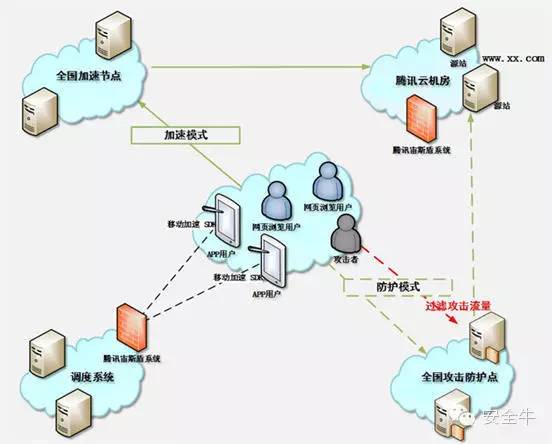 源站
www.xx.com
全国加速节点
腾讯云机房
源站
加速模式
腾讯宙斯盾系统
网页浏览用户
移动加速 SDK
网页浏览用户
APP用户
攻击者
移动加速 SDK
防护模式
APP用户
过滤攻击流量
腾讯宙斯盾系统
调度系统
全国攻击防护点
安全牛